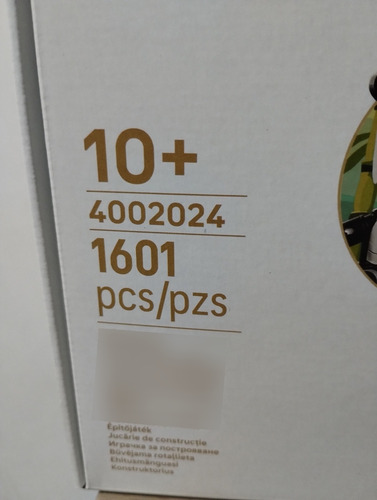 10+
4002024
1601
pcs/pzs
Építőjáték
Jucărie de construcție
Играчка за построяване
Būvējama rotaļlieta
Ehitusmänguasi
Konstruktorius